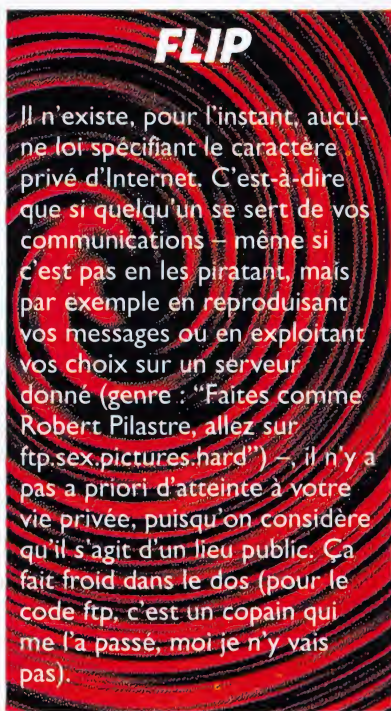 FLIP
Il n'existe, pour l'instant, aucu-
ne loi spécifiant le caractère
privé d'Internet. C'est-à-dire
que si quelqu'un se sert de vos
communications – même si
c'est pas en les piratant, mais
par exemple en reproduisant
vos messages ou en exploitant
vos choix sur un serveur
donné (genre : "Faites comme
Robert Pilastre, allez sur
ftp.sex.pictures.hard") –, il n'y a
pas a priori d'atteinte à votre
vie privée, puisqu'on considère
qu'il s'agit d'un lieu public. Ça
fait froid dans le dos (pour le
code ftp, c'est un copain qui
me l'a passé, moi je n'y vais
pas).